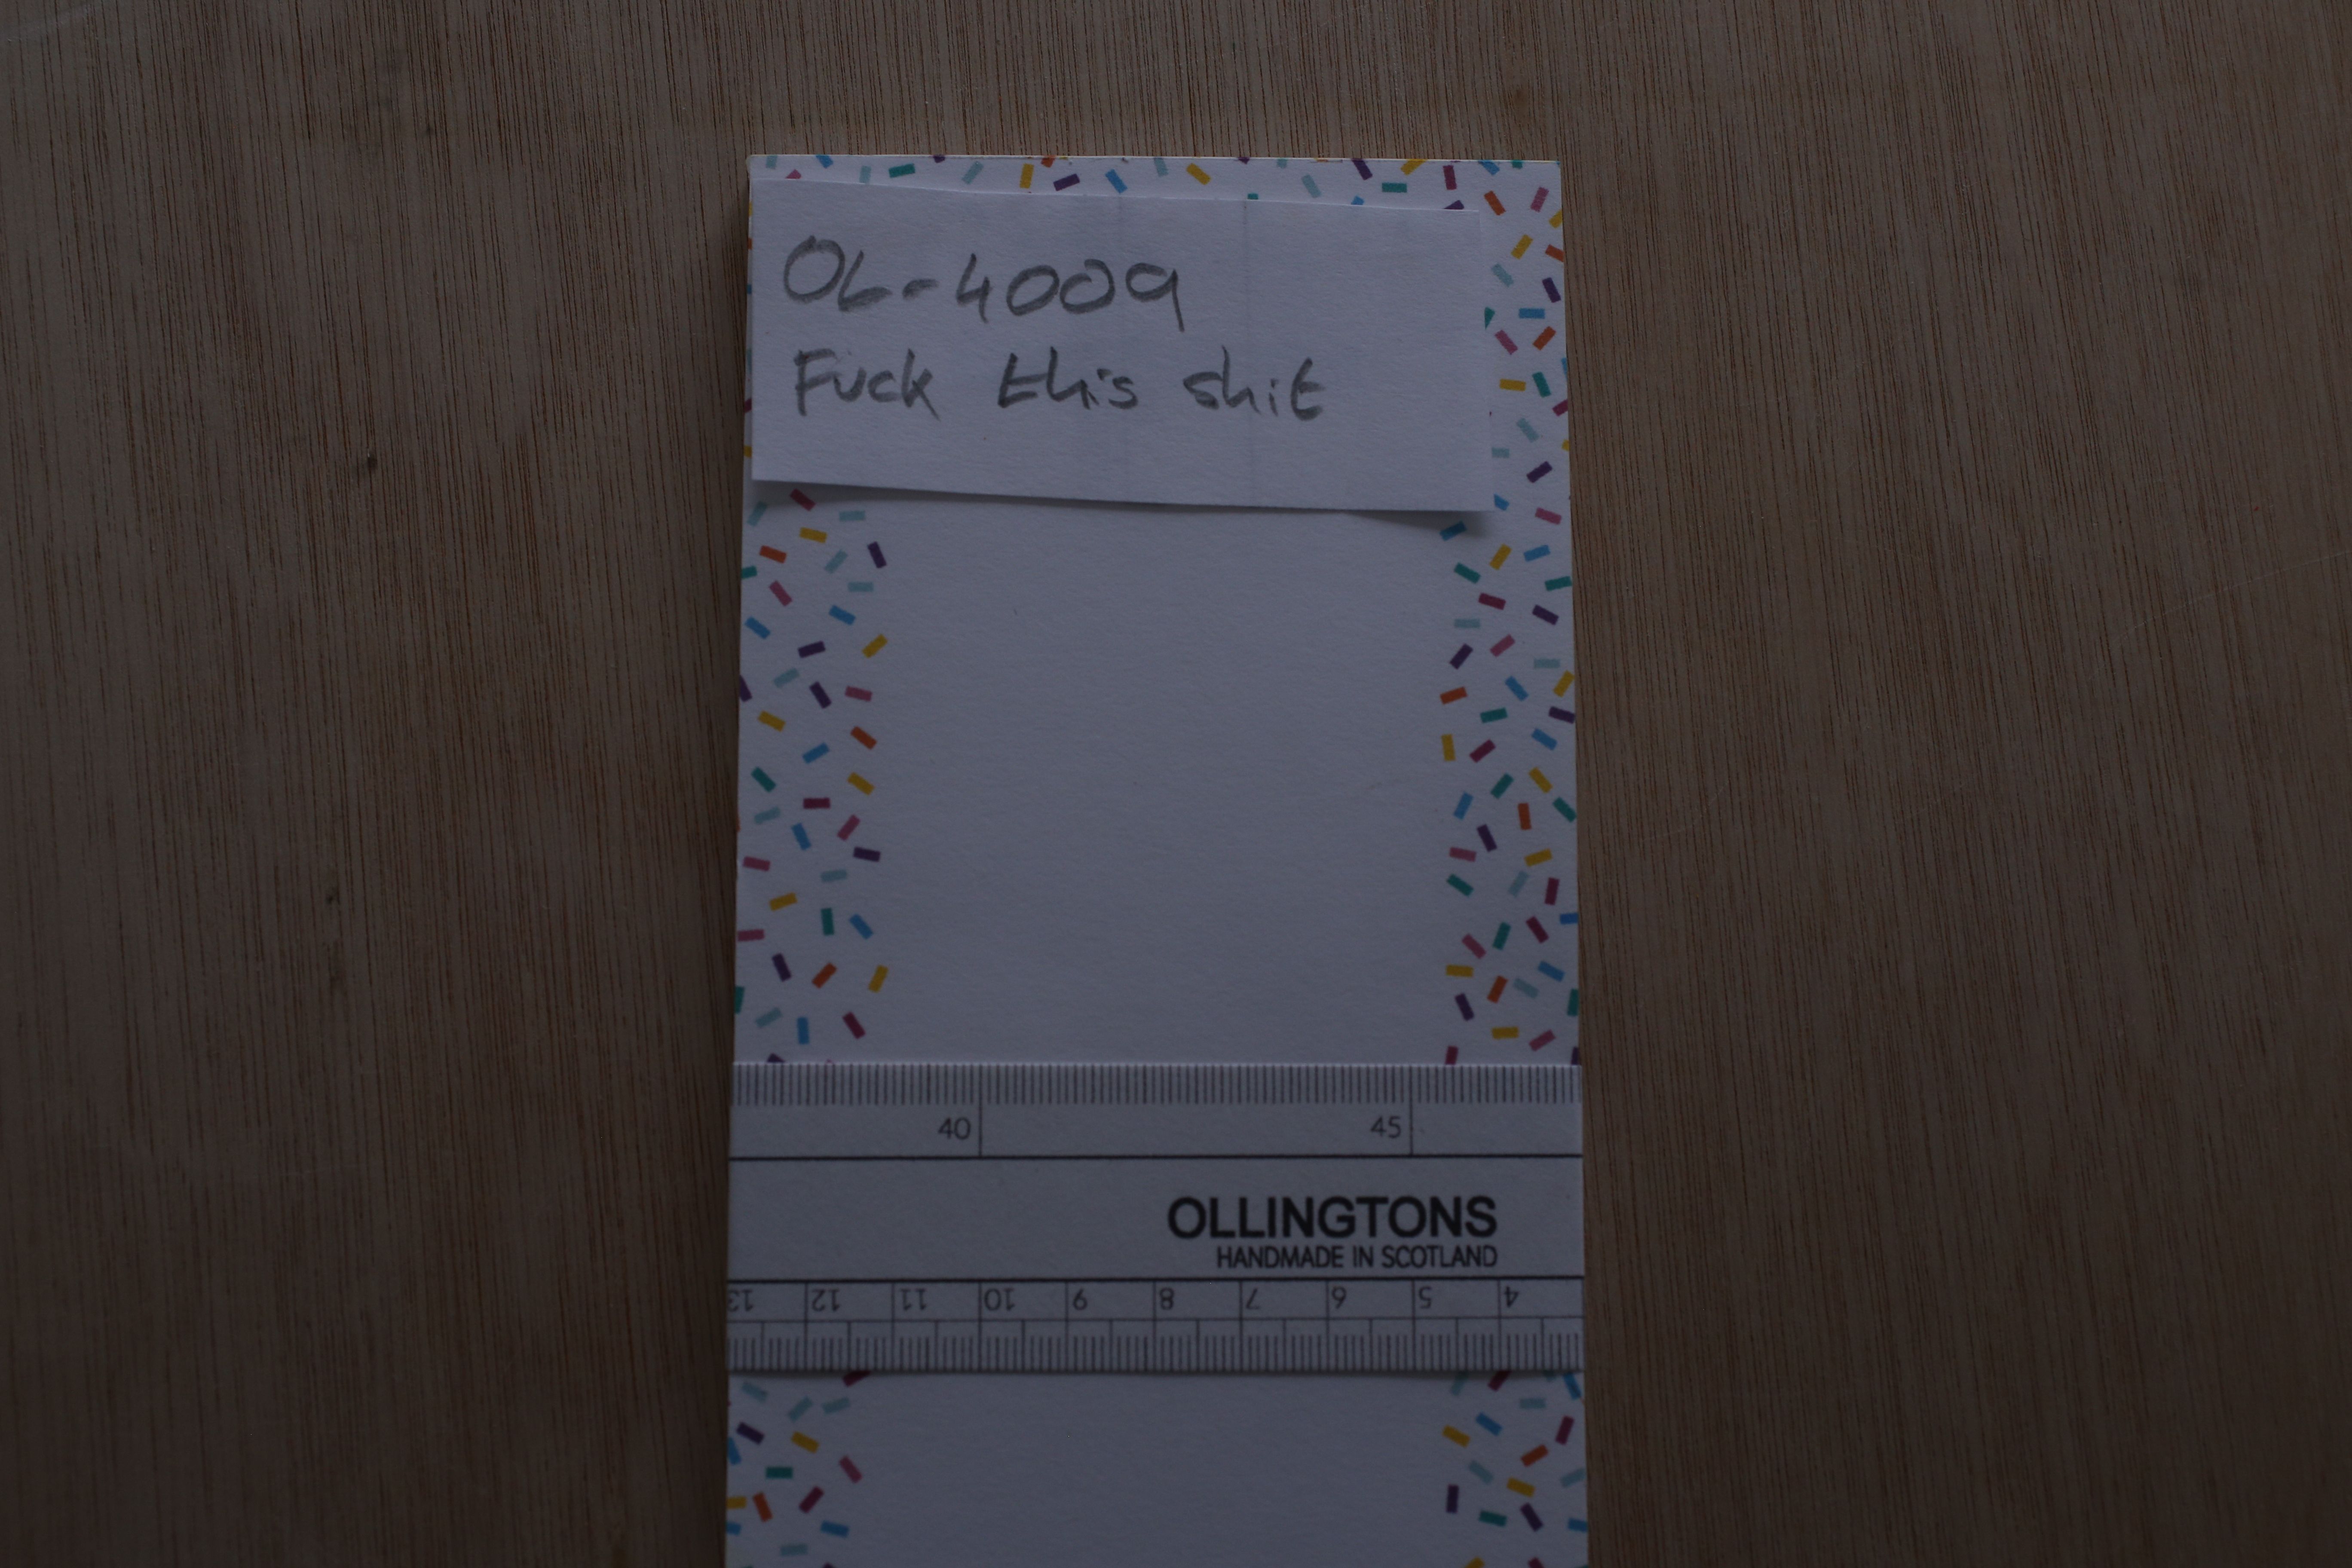 OL-4009
Fuck this shit
40 45
OLLINGTONS
HANDMADE IN SCOTLAND
13 12 11 10 9 8 7 6 5 4